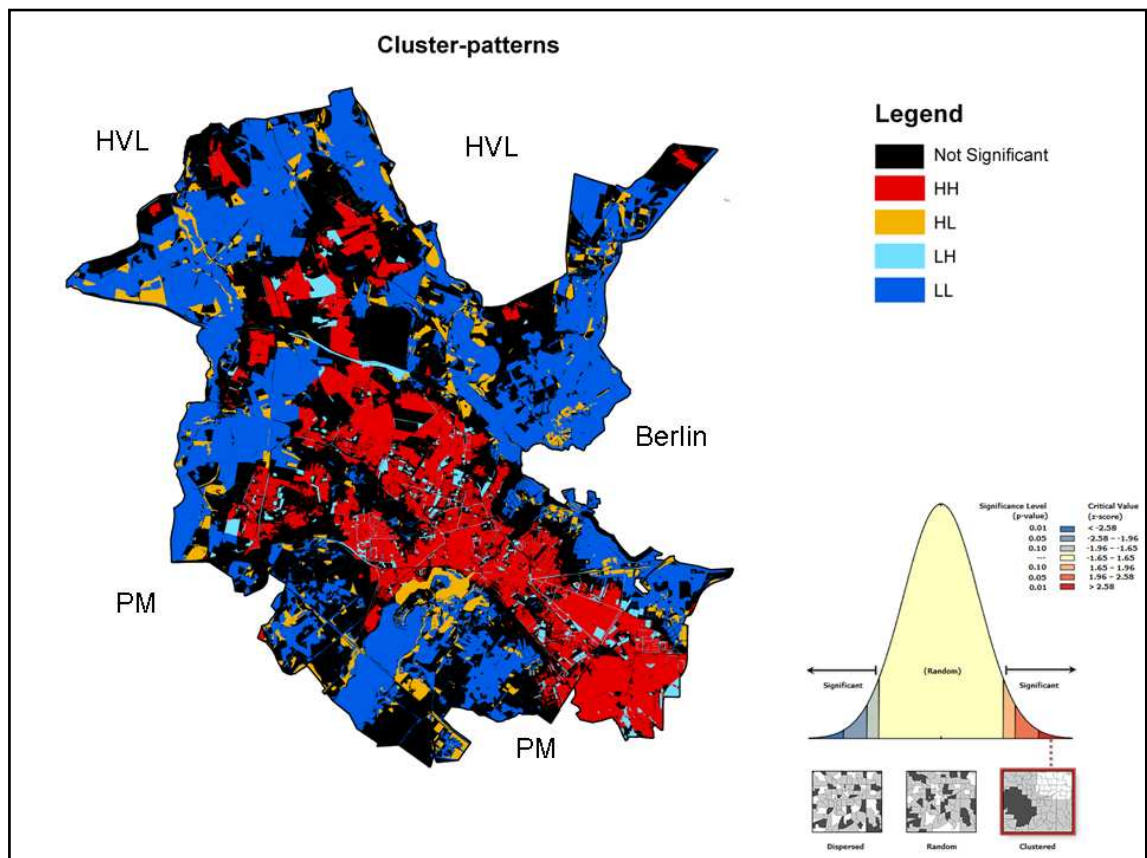 Cluster-patterns
HVL
HVL
Berlin
PM
PM
Legend
Not Significant
HH
HL
LH
LL
Significance Level
(p-value)
Critical Value
(z-score)
0.01 < -2.58
0.05 -2.58 – -1.96
0.10 -1.96 – -1.65
--- -1.65 – 1.65
0.10 1.65 – 1.96
0.05 1.96 – 2.58
0.01 > 2.58
Significant
(Random)
Significant
Dispersed
Random
Clustered